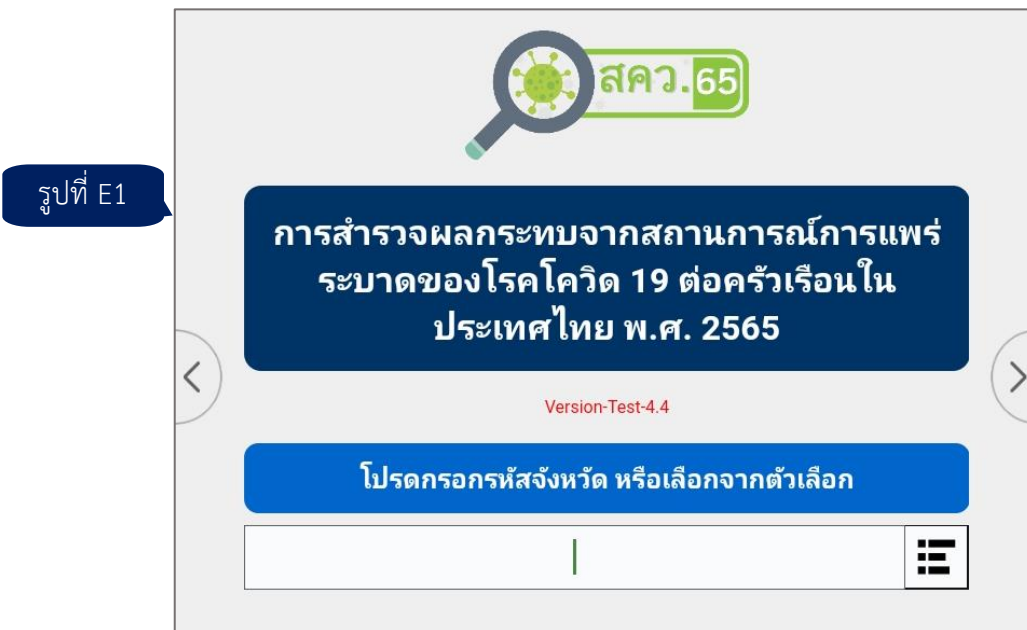 สคว.65
รูปที่ E1
การสำรวจผลกระทบจากสถานการณ์การแพร่
ระบาดของโรคโควิด 19 ต่อครัวเรือนใน
ประเทศไทย พ.ศ. 2565
Version-Test-4.4
โปรดกรอกรหัสจังหวัด หรือเลือกจากตัวเลือก